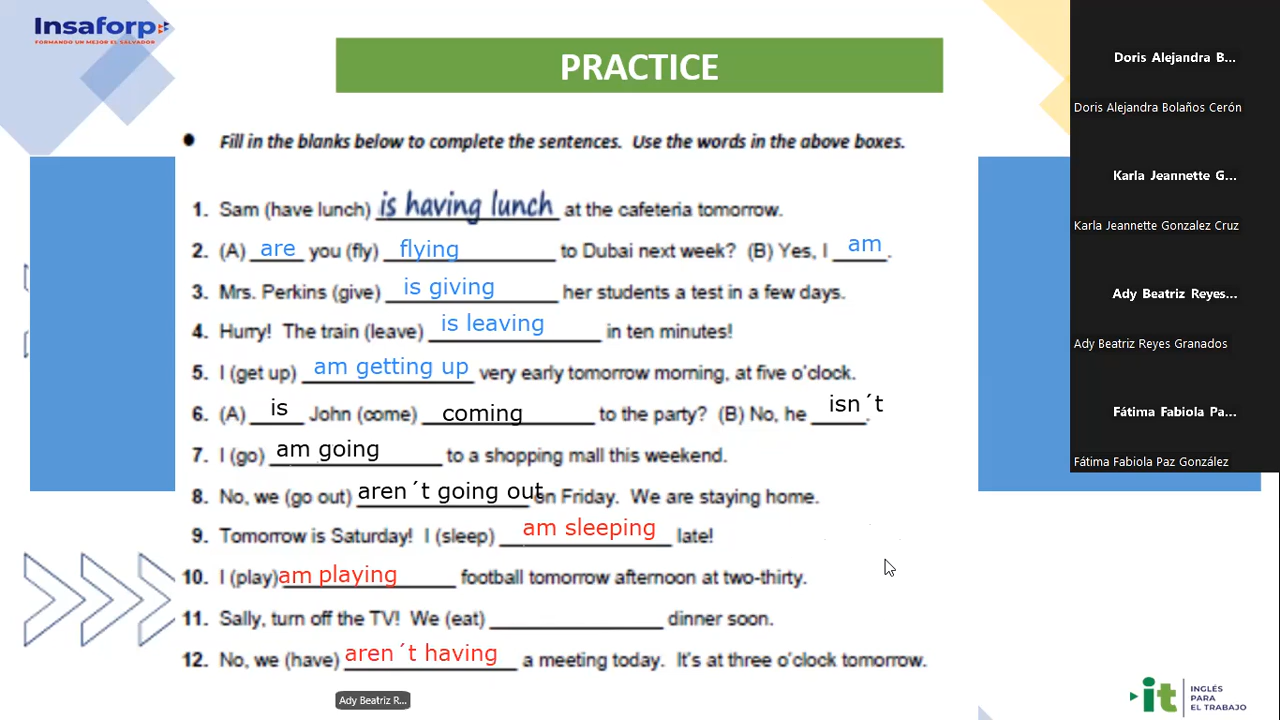 Insaforp
FORMANDO UN MEJOR EL SALVADOR
PRACTICE
Fill in the blanks below to complete the sentences. Use the words in the above boxes.
1. Sam (have lunch) is having lunch at the cafeteria tomorrow.
2. (A) are you (fly) flying to Dubai next week? (B) Yes, I am.
3. Mrs. Perkins (give) is giving her students a test in a few days.
4. Hurry! The train (leave) is leaving in ten minutes!
5. I (get up) am getting up very early tomorrow morning, at five o'clock.
6. (A) is John (come) coming to the party? (B) No, he isn´t.
7. I (go) am going to a shopping mall this weekend.
8. No, we (go out) aren´t going out on Friday. We are staying home.
9. Tomorrow is Saturday! I (sleep) am sleeping late!
10. I (play) am playing football tomorrow afternoon at two-thirty.
11. Sally, turn off the TV! We (eat) ____ dinner soon.
12. No, we (have) aren´t having a meeting today. It's at three o'clock tomorrow.
Ady Beatriz R...
Doris Alejandra B...
Doris Alejandra Bolaños Cerón
Karla Jeannette G...
Karla Jeannette Gonzalez Cruz
Ady Beatriz Reyes...
Ady Beatriz Reyes Granados
Fátima Fabiola Pa...
Fátima Fabiola Paz González
it
INGLÉS
PARA
EL TRABAJO